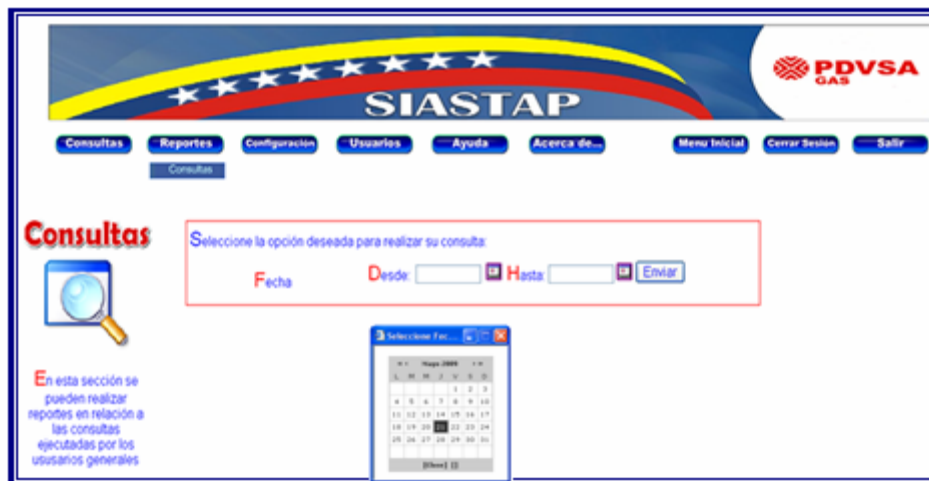 SIASTAP
PDVSA
GAS
Consultas Reportes Configuración Usuarios Ayuda Acerca de... Menu Inicial Cerrar Sesión Salir
Consultas
Consultas
Seleccione la opción deseada para realizar su consulta:
Fecha Desde: Hasta: Enviar
Seleccione Fec...
Mayo 2009
L M M J V S D
1 2 3
4 5 6 7 8 9 10
11 12 13 14 15 16 17
18 19 20 21 22 23 24
25 26 27 28 29 30 31
En esta sección se
pueden realizar
reportes en relación a
las consultas
ejecutadas por los
ususarios generales